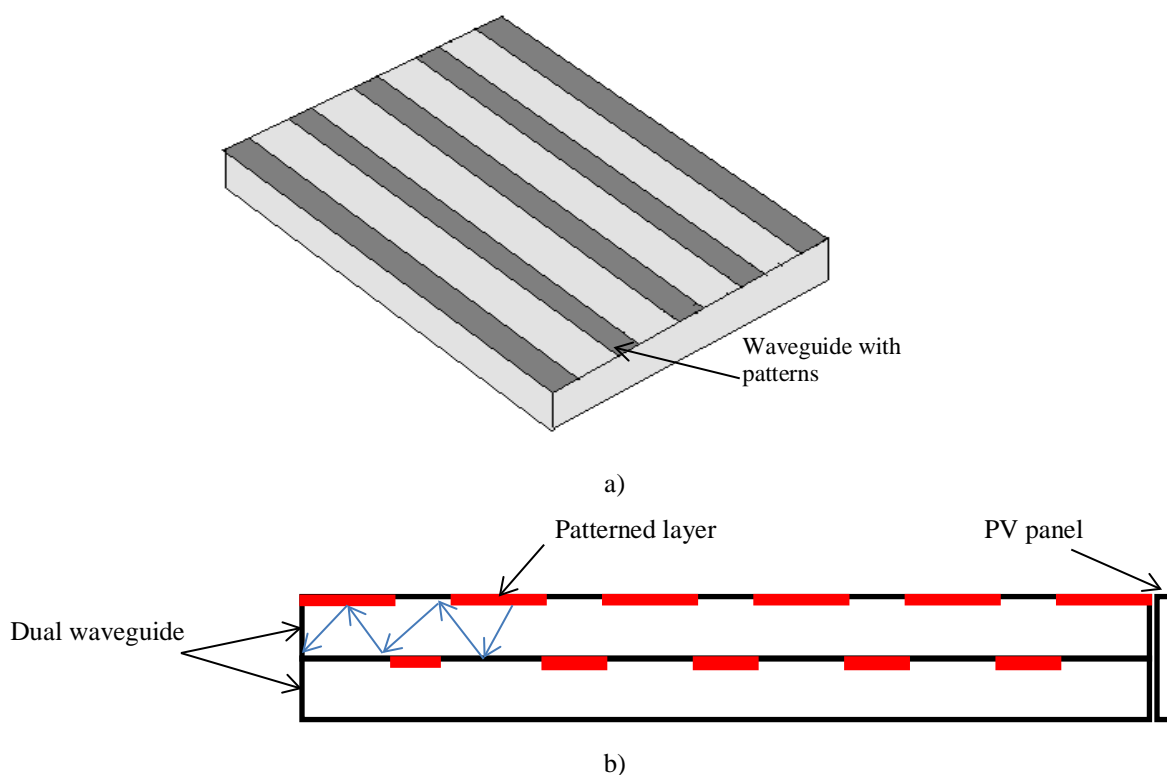 Waveguide with
patterns
a)
Patterned layer
PV panel
Dual waveguide
b)